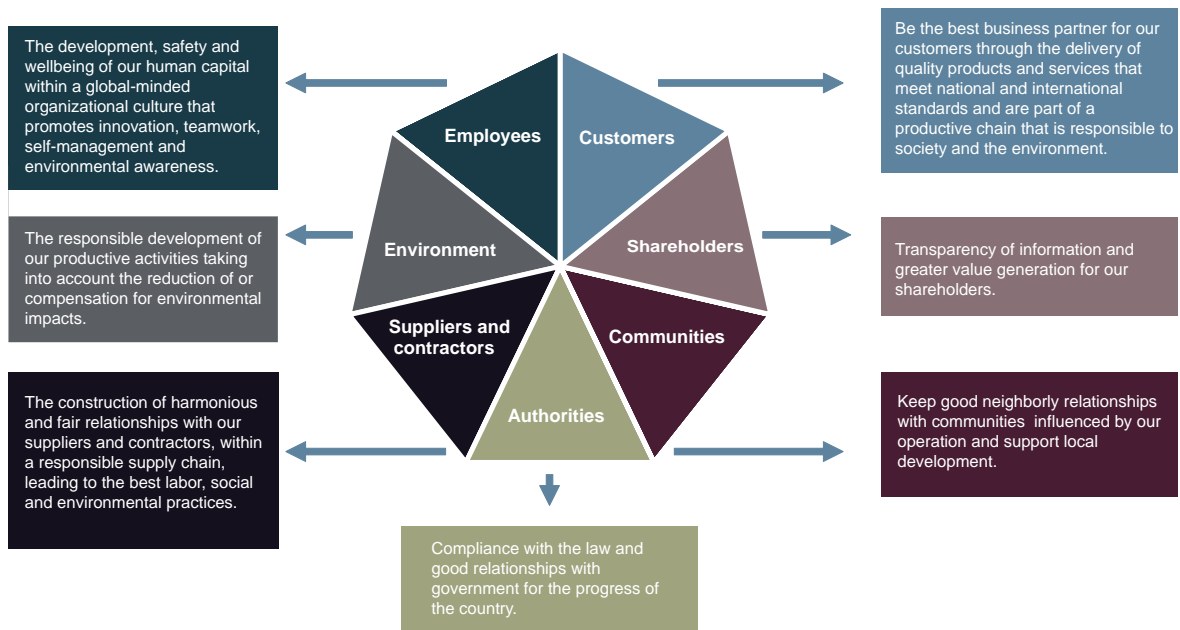 The development, safety and
wellbeing of our human capital
within a global-minded
organizational culture that
promotes innovation, teamwork,
self-management and
environmental awareness.
Be the best business partner for our
customers through the delivery of
quality products and services that
meet national and international
standards and are part of a
productive chain that is responsible to
society and the environment.
Employees
Customers
The responsible development of
our productive activities taking
into account the reduction of or
compensation for environmental
impacts.
Environment
Shareholders
Transparency of information and
greater value generation for our
shareholders.
Suppliers and
contractors
Communities
Authorities
The construction of harmonious
and fair relationships with our
suppliers and contractors, within
a responsible supply chain,
leading to the best labor, social
and environmental practices.
Keep good neighborly relationships
with communities  influenced by our
operation and support local
development.
Compliance with the law and
good relationships with
government for the progress of
the country.